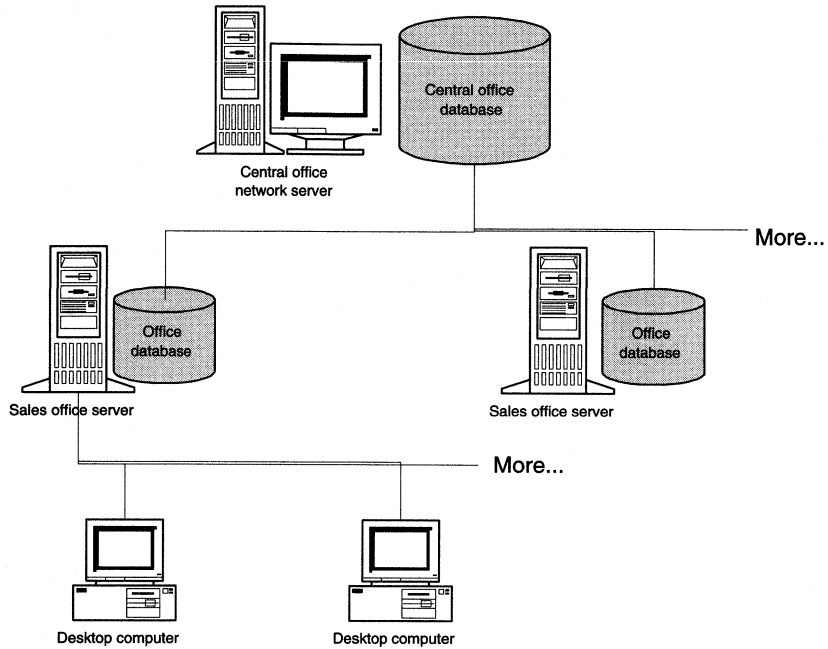 Central office
database
Central office
network server
More...
Office
database
Office
database
Sales office server
Sales office server
More...
Desktop computer
Desktop computer